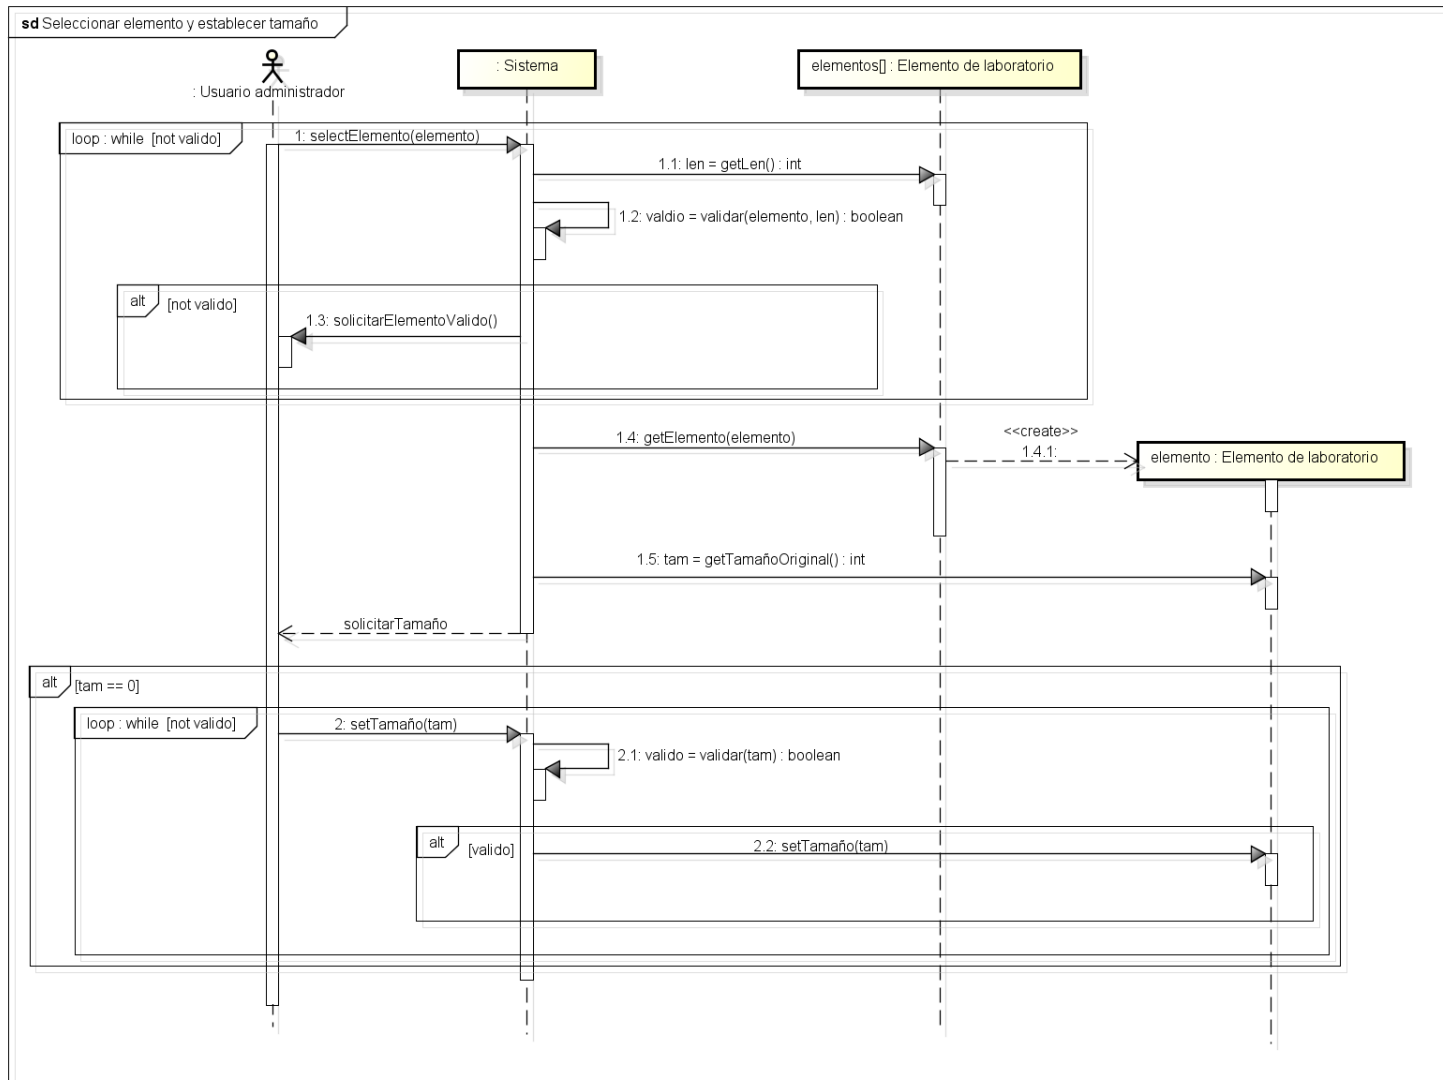 sd Seleccionar elemento y establecer tamaño
: Usuario administrador
: Sistema
elementos[] : Elemento de laboratorio
loop : while [not valido]
1: selectElemento(elemento)
1.1: len = getLen() : int
1.2: valdio = validar(elemento, len) : boolean
alt
[not valido]
1.3: solicitarElementoValido()
1.4: getElemento(elemento)
<<create>>
1.4.1:
elemento : Elemento de laboratorio
1.5: tam = getTamañoOriginal() : int
solicitarTamaño
alt
[tam == 0]
loop : while [not valido]
2: setTamaño(tam)
2.1: valido = validar(tam) : boolean
alt
[valido]
2.2: setTamaño(tam)